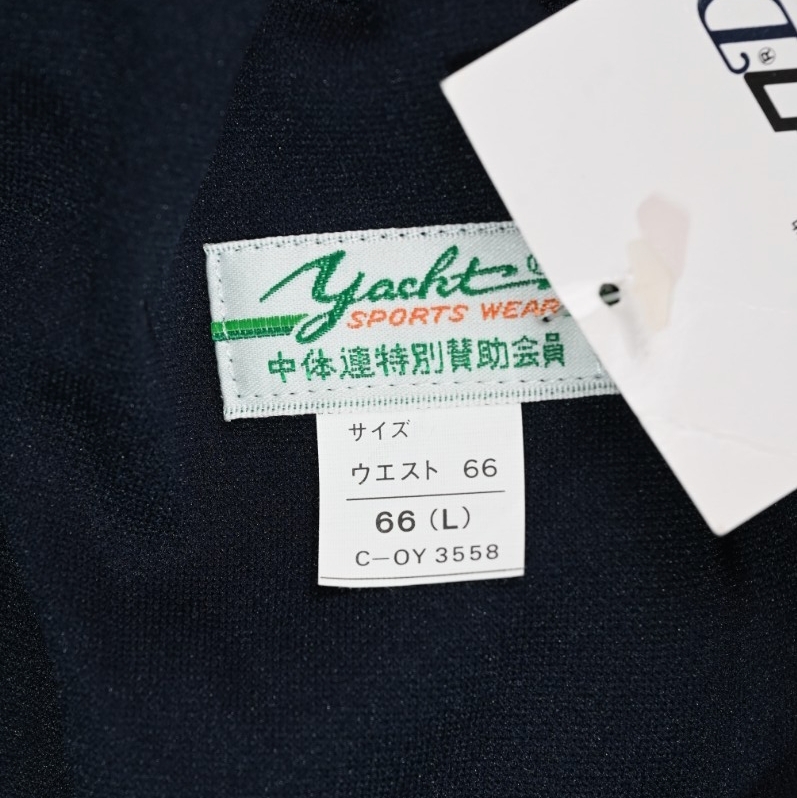 yacht
SPORTS WEAR
中体連特別賛助会員
サイズ
ウエスト 66
66 (L)
C-OY 3558